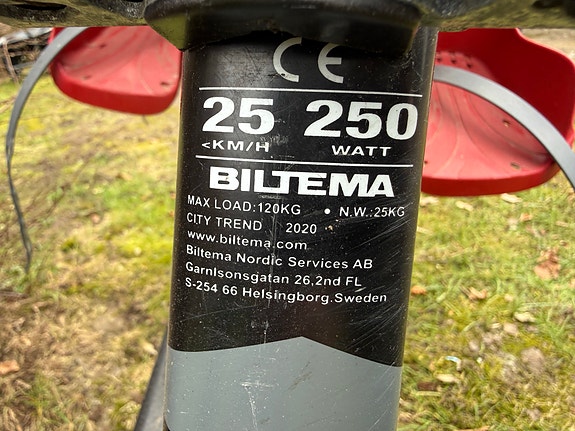 CE
25 250
<KM/H WATT
BILTEMA
MAX LOAD:120KG • N.W.:25KG
CITY TREND 2020
www.biltema.com
Biltema Nordic Services AB
Garnlsonsgatan 26,2nd FL
S-254 66 Helsingborg.Sweden